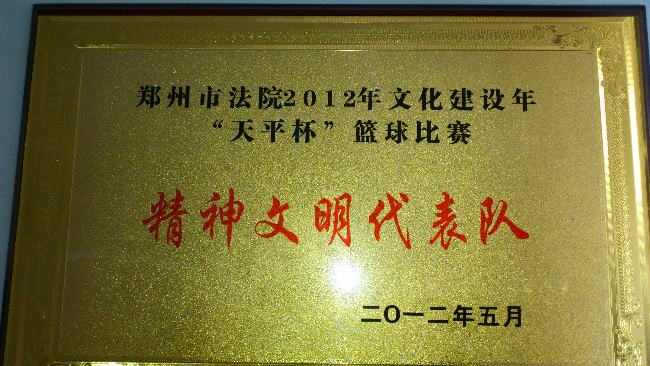 郑州市法院2012年文化建设年
“天平杯”篮球比赛
精神文明代表队
二〇一二年五月